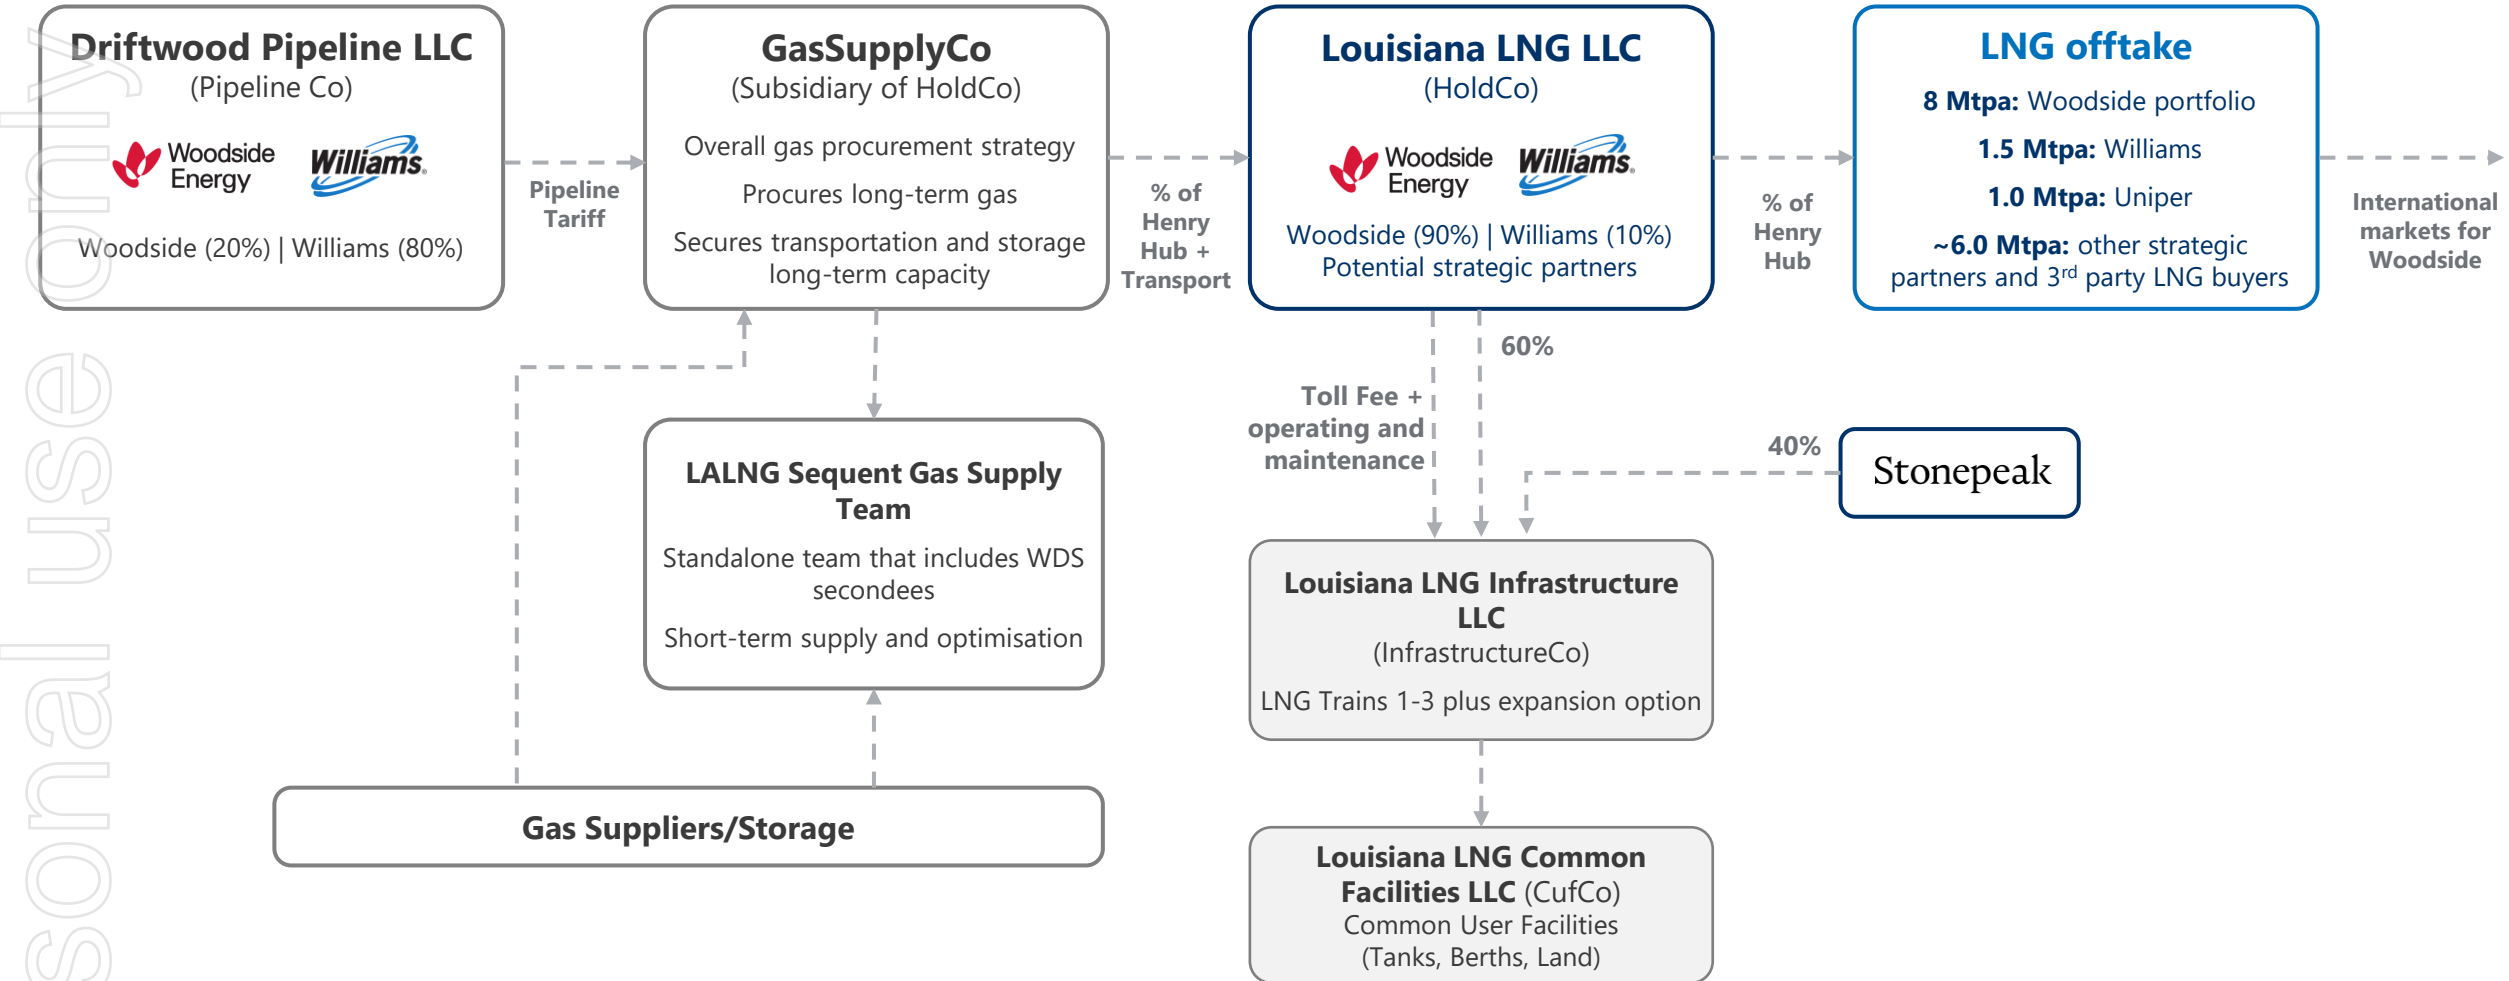 Driftwood Pipeline LLC
(Pipeline Co)
Woodside
Energy
Williams
Woodside (20%) | Williams (80%)
Pipeline
Tariff
GasSupplyCo
(Subsidiary of HoldCo)
Overall gas procurement strategy
Procures long-term gas
Secures transportation and storage
long-term capacity
% of
Henry
Hub +
Transport
Louisiana LNG LLC
(HoldCo)
Woodside
Energy
Williams
Woodside (90%) | Williams (10%)
Potential strategic partners
% of
Henry
Hub
LNG offtake
8 Mtpa: Woodside portfolio
1.5 Mtpa: Williams
1.0 Mtpa: Uniper
~6.0 Mtpa: other strategic
partners and 3rd party LNG buyers
International
markets for
Woodside
60%
Toll Fee +
operating and
maintenance
40%
Stonepeak
LALNG Sequent Gas Supply
Team
Standalone team that includes WDS
secondees
Short-term supply and optimisation
Louisiana LNG Infrastructure
LLC
(InfrastructureCo)
LNG Trains 1-3 plus expansion option
Gas Suppliers/Storage
Louisiana LNG Common
Facilities LLC (CufCo)
Common User Facilities
(Tanks, Berths, Land)
sonal use only